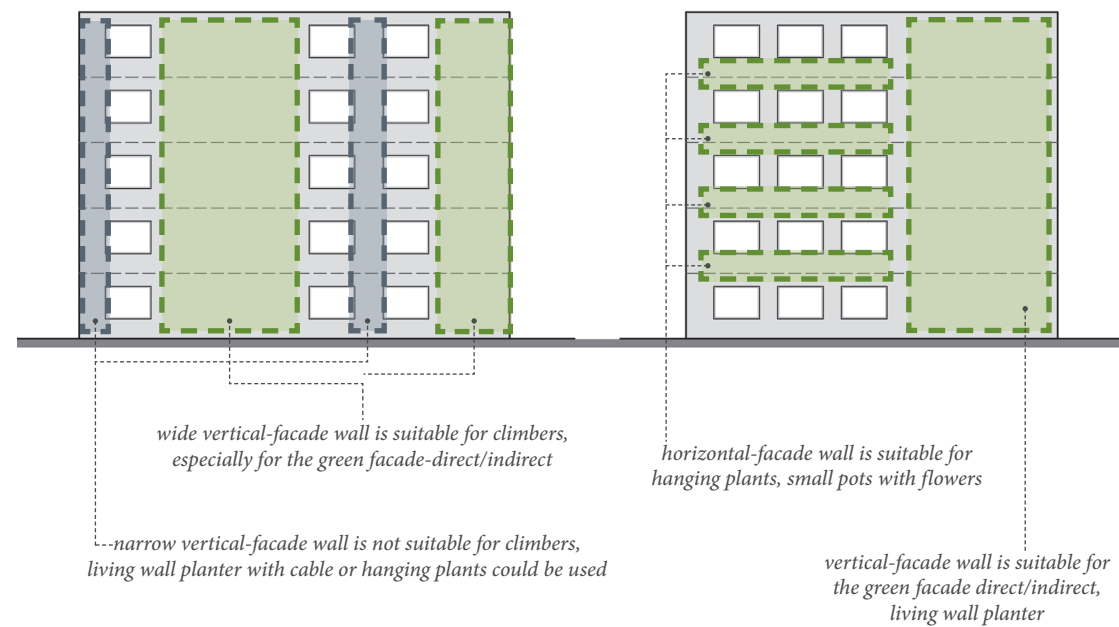 wide vertical-facade wall is suitable for climbers,
especially for the green facade-direct/indirect
narrow vertical-facade wall is not suitable for climbers,
living wall planter with cable or hanging plants could be used
horizontal-facade wall is suitable for
hanging plants, small pots with flowers
vertical-facade wall is suitable for
the green facade direct/indirect,
living wall planter